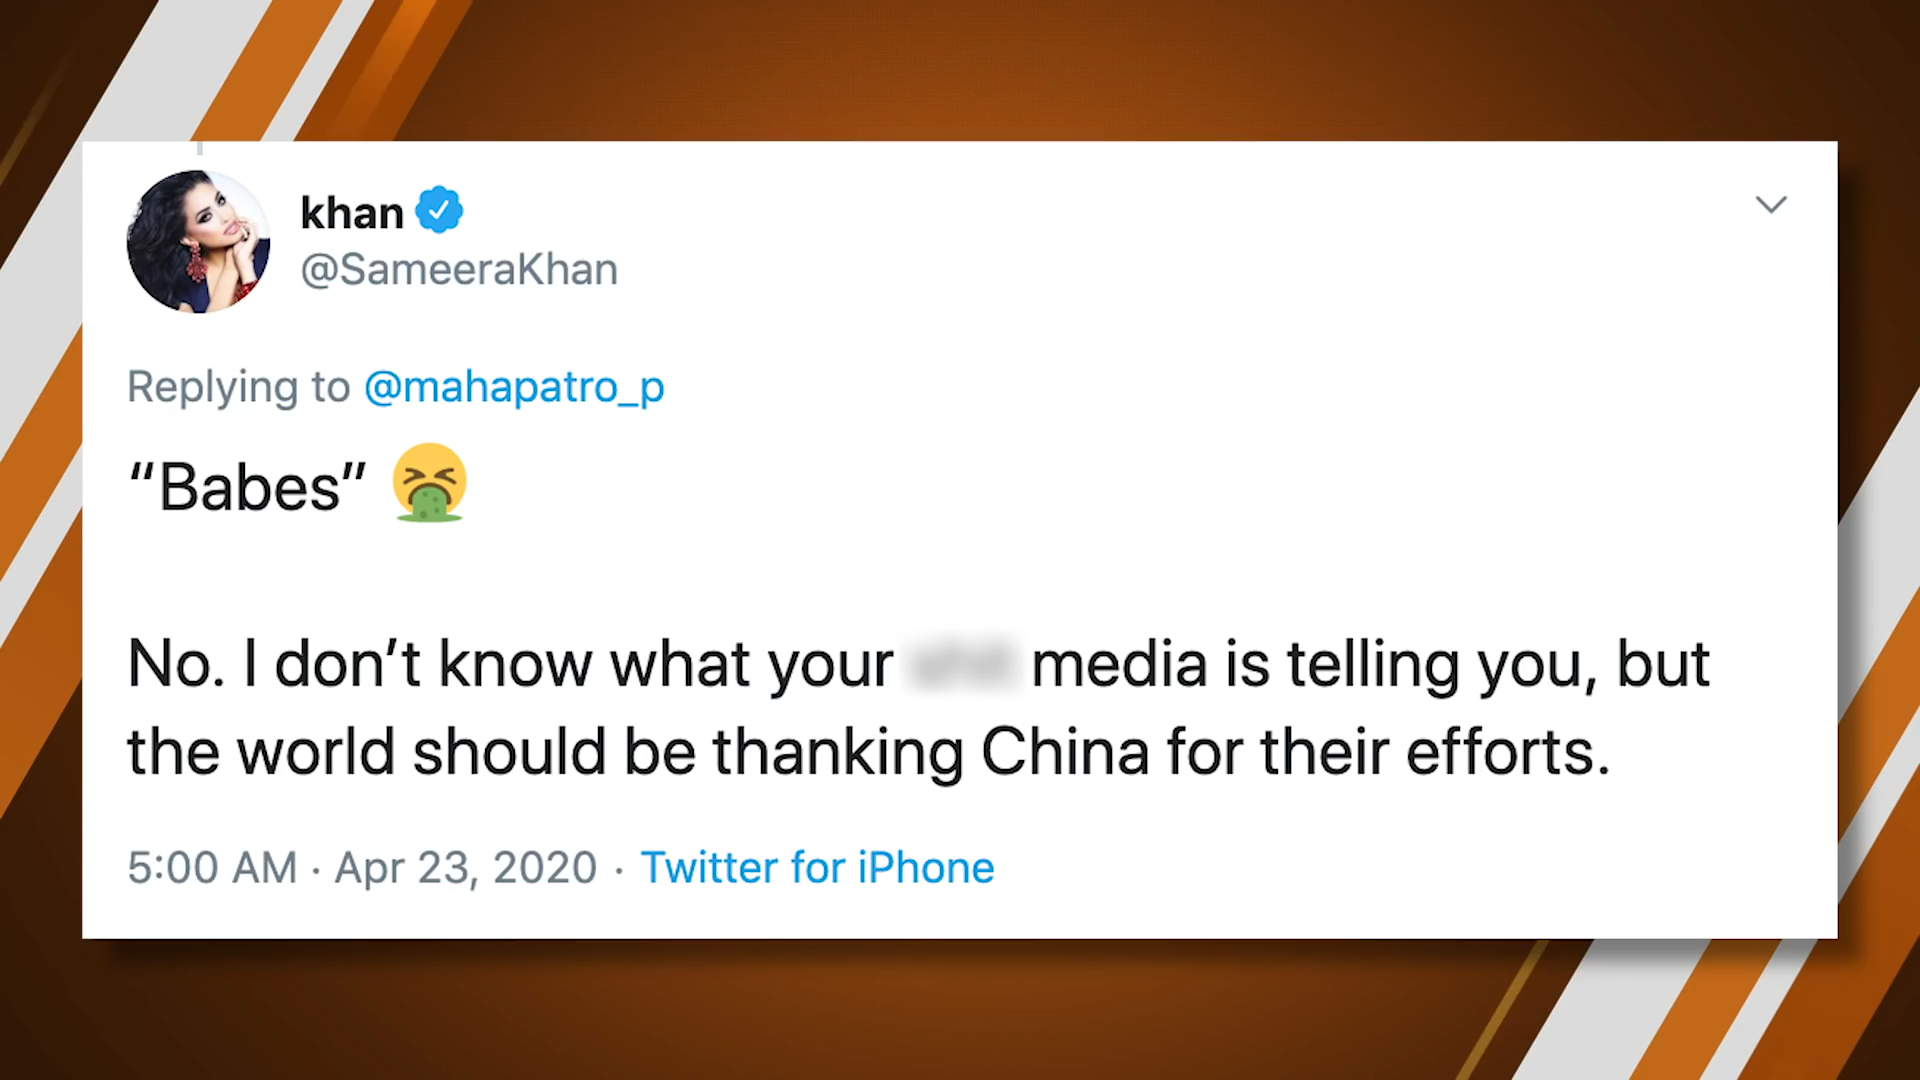 khan
@SameeraKhan
Replying to @mahapatro_p
“Babes” 🤮
No. I don’t know what your media is telling you, but
the world should be thanking China for their efforts.
5:00 AM · Apr 23, 2020 · Twitter for iPhone